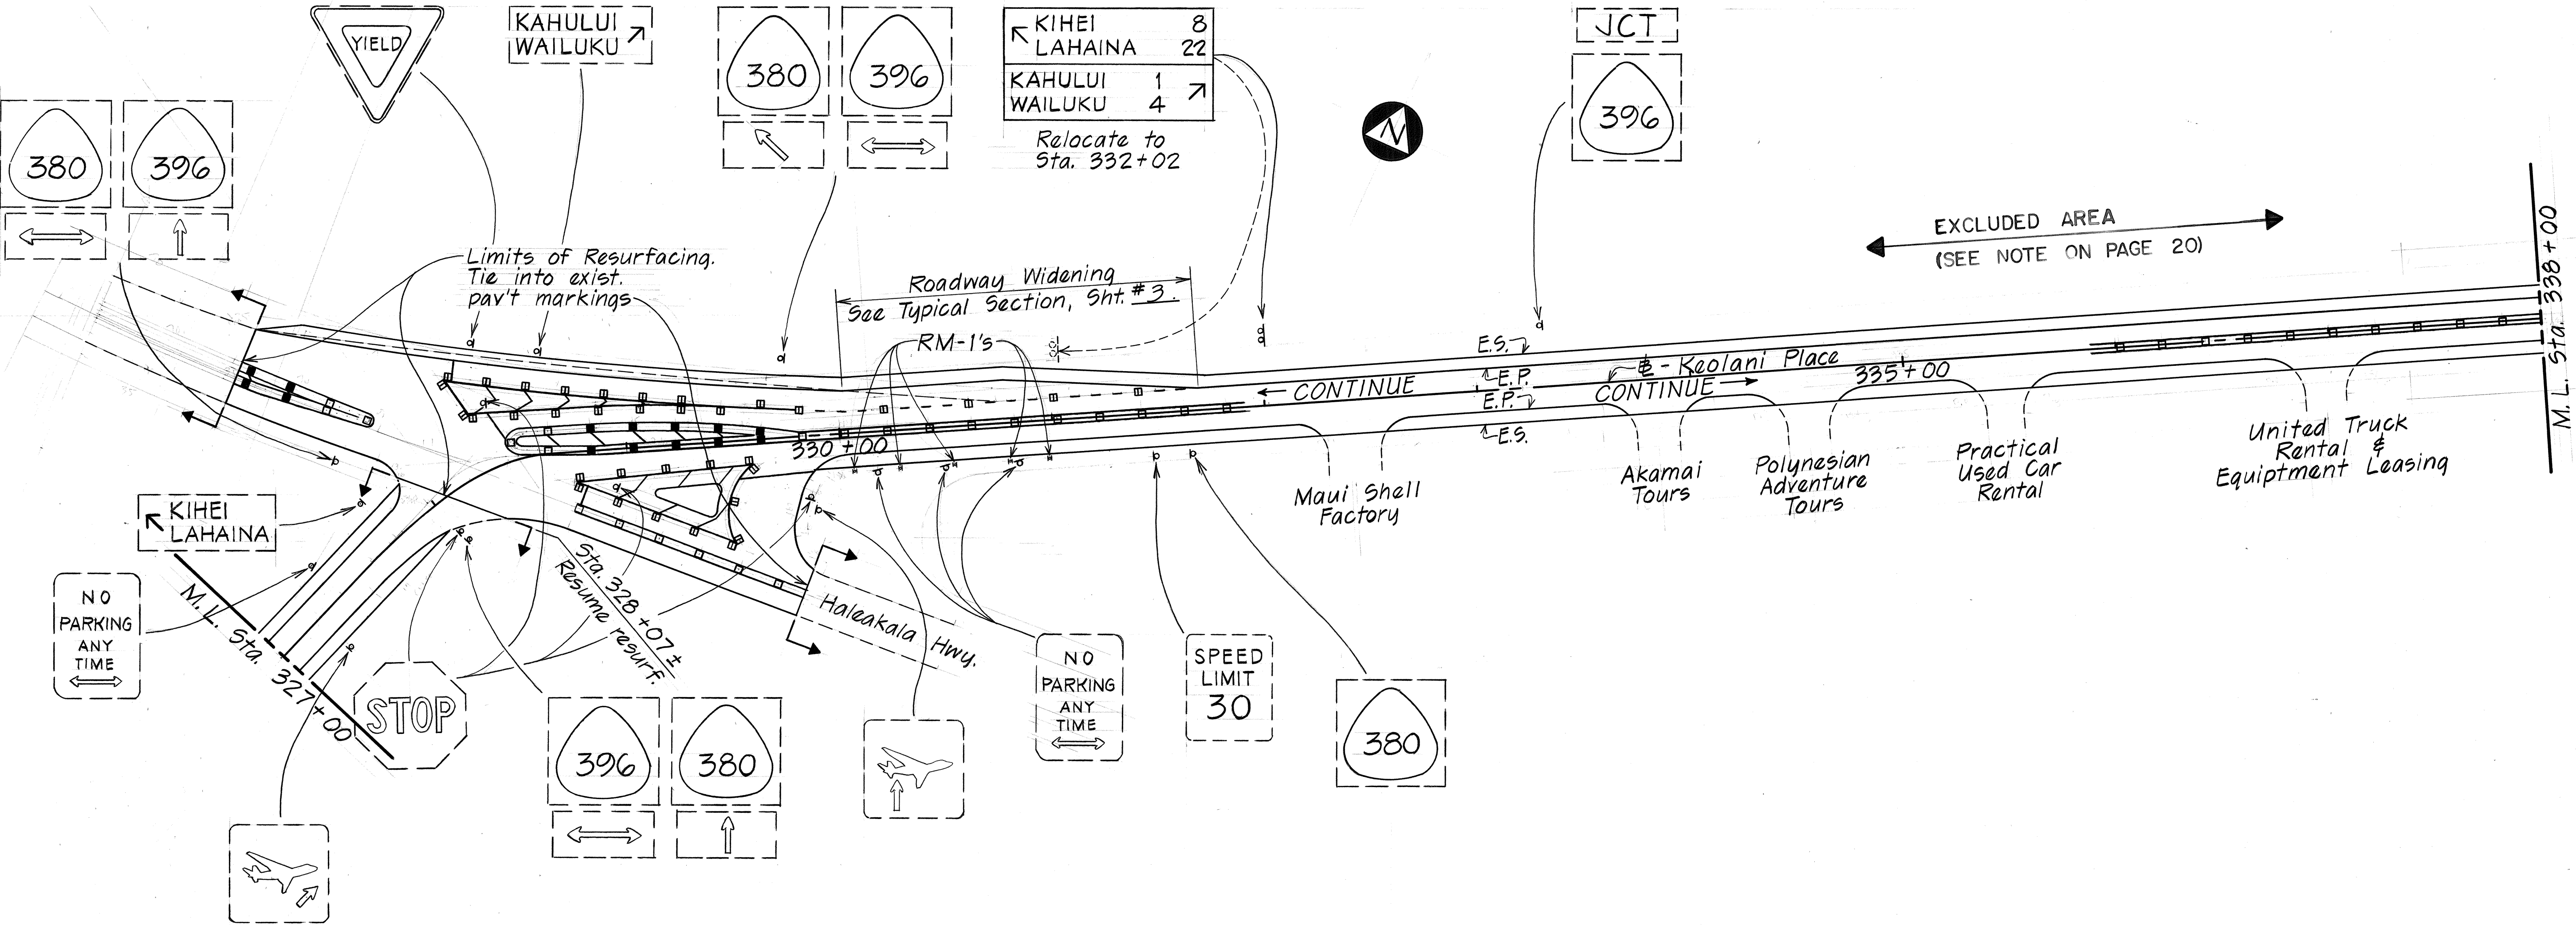 YIELD
KAHULUI
WAILUKU
380
396
KIHEI 8
LAHAINA 22
KAHULUI 1
WAILUKU 4
Relocate to
Sta. 332+02
JCT
396
N
380
396
EXCLUDED AREA
(SEE NOTE ON PAGE 20)
M. L. Sta. 338+00
Limits of Resurfacing.
Tie into exist.
pav't markings
Roadway Widening
See Typical Section, Sht. #3.
RM-1's
E.S.
E.P.
CONTINUE
E.P.
E.S.
℄ - Keolani Place
CONTINUE
335+00
330+00
Maui Shell
Factory
Akamai
Tours
Polynesian
Adventure
Tours
Practical
Used Car
Rental
United Truck
Rental &
Equiptment Leasing
KIHEI
LAHAINA
NO
PARKING
ANY
TIME
M. L. Sta. 327+00
STOP
Sta. 328+07±
Resume resurf.
Haleakala Hwy.
396
380
NO
PARKING
ANY
TIME
SPEED
LIMIT
30
380